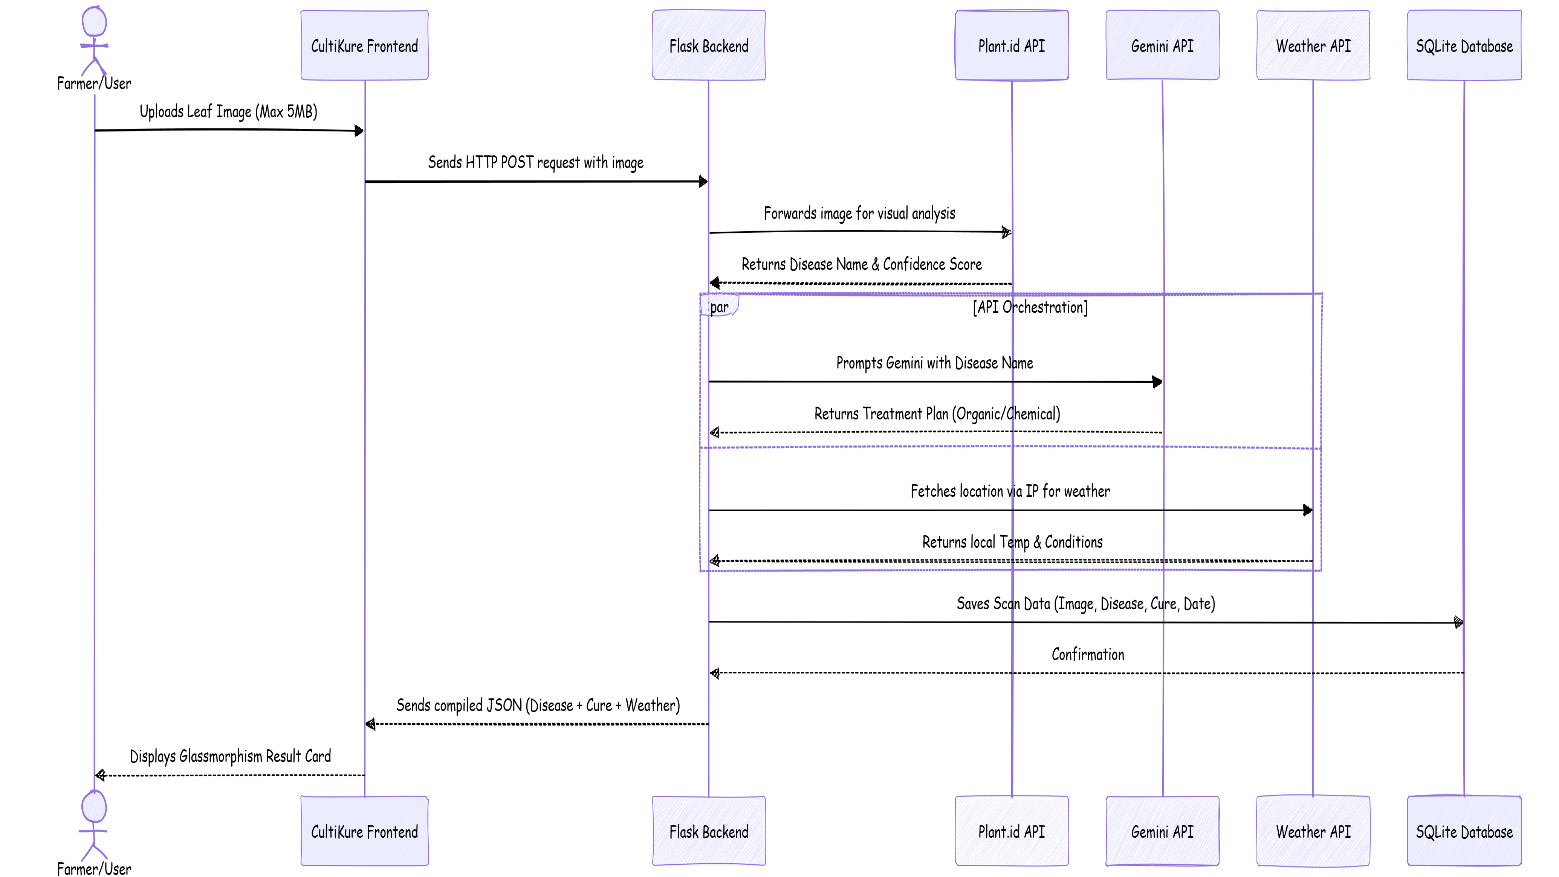 Farmer/User
CultiKure Frontend
Flask Backend
Plant.id API
Gemini API
Weather API
SQLite Database
Uploads Leaf Image (Max 5MB)
Sends HTTP POST request with image
Forwards image for visual analysis
Returns Disease Name & Confidence Score
par
[API Orchestration]
Prompts Gemini with Disease Name
Returns Treatment Plan (Organic/Chemical)
Fetches location via IP for weather
Returns local Temp & Conditions
Saves Scan Data (Image, Disease, Cure, Date)
Confirmation
Sends compiled JSON (Disease + Cure + Weather)
Displays Glassmorphism Result Card
Farmer/User
CultiKure Frontend
Flask Backend
Plant.id API
Gemini API
Weather API
SQLite Database